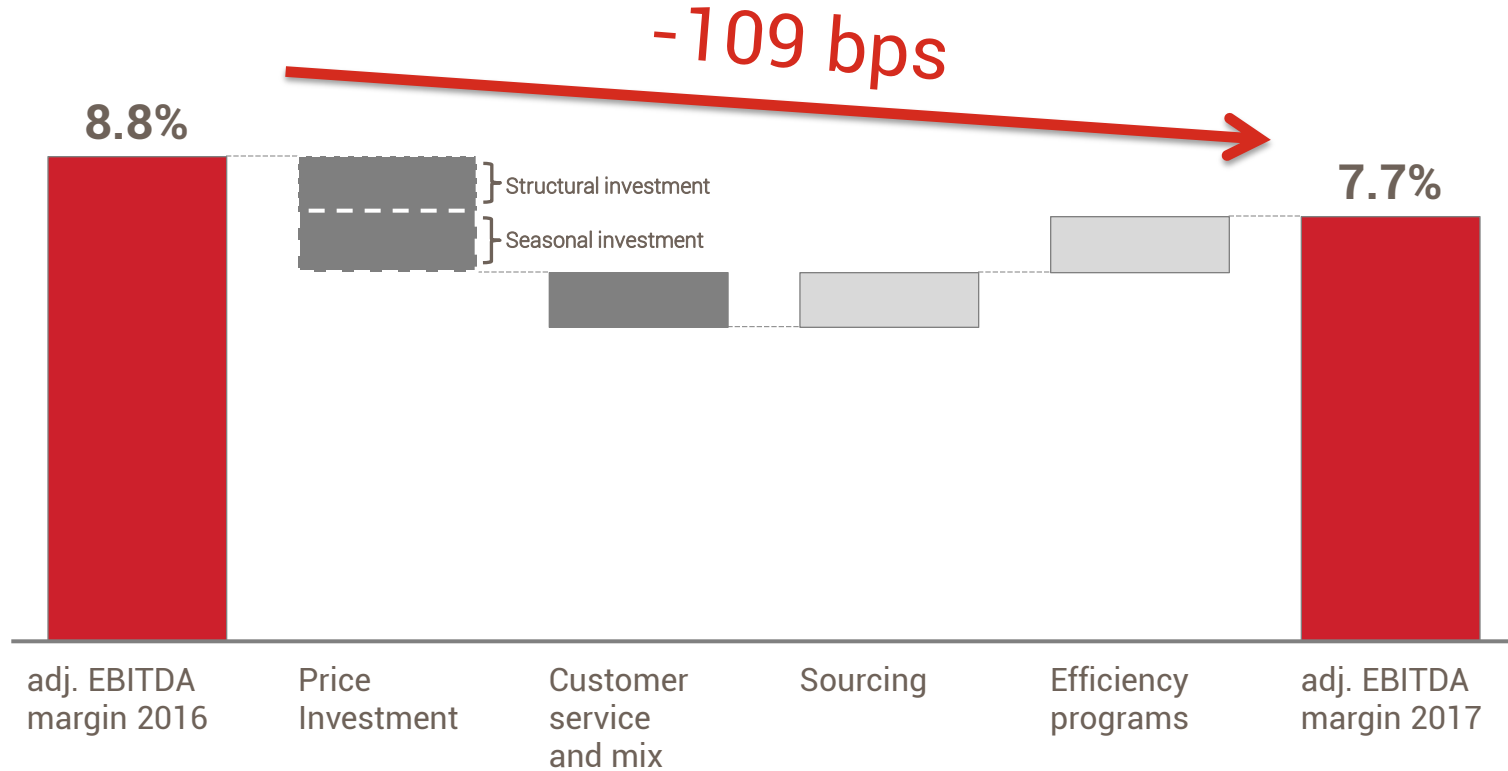 -109 bps
8.8%
Structural investment
7.7%
Seasonal investment
adj. EBITDA
margin 2016
Price
Investment
Customer
service
and mix
Sourcing
Efficiency
programs
adj. EBITDA
margin 2017